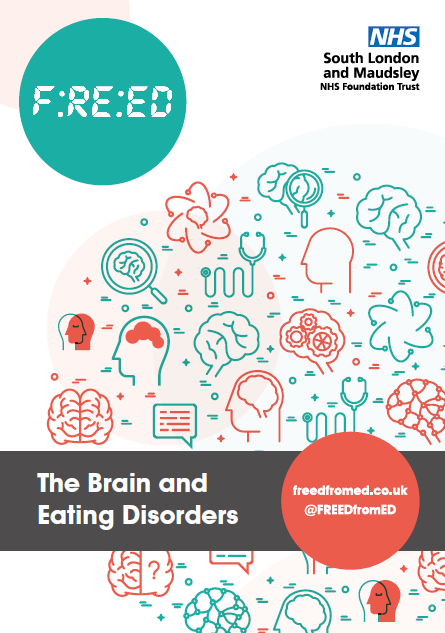 F:RE:ED
NHS
South London
and Maudsley
NHS Foundation Trust
The Brain and
Eating Disorders
freedfromed.co.uk
@FREEDfromED
?